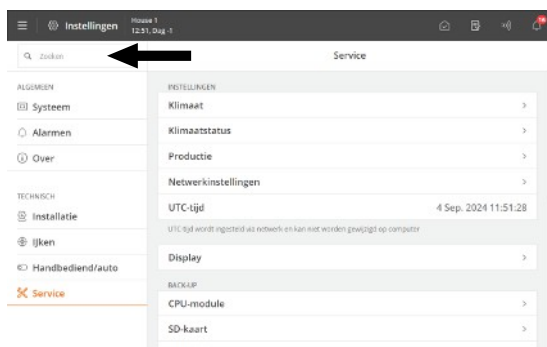 Instellingen
House 1
12:51, Dag -1
Zoeken
Service
ALGEMEEN
Systeem
Alarmen
Over
TECHNISCH
Installatie
IJken
Handbediend/auto
Service
INSTELLINGEN
Klimaat
Klimaatstatus
Productie
Netwerkinstellingen
UTC-tijd 4 Sep. 2024 11:51:28
UTC-tijd wordt ingesteld via netwerk en kan niet worden gewijzigd op computer
Display
BACK-UP
CPU-module
SD-kaart